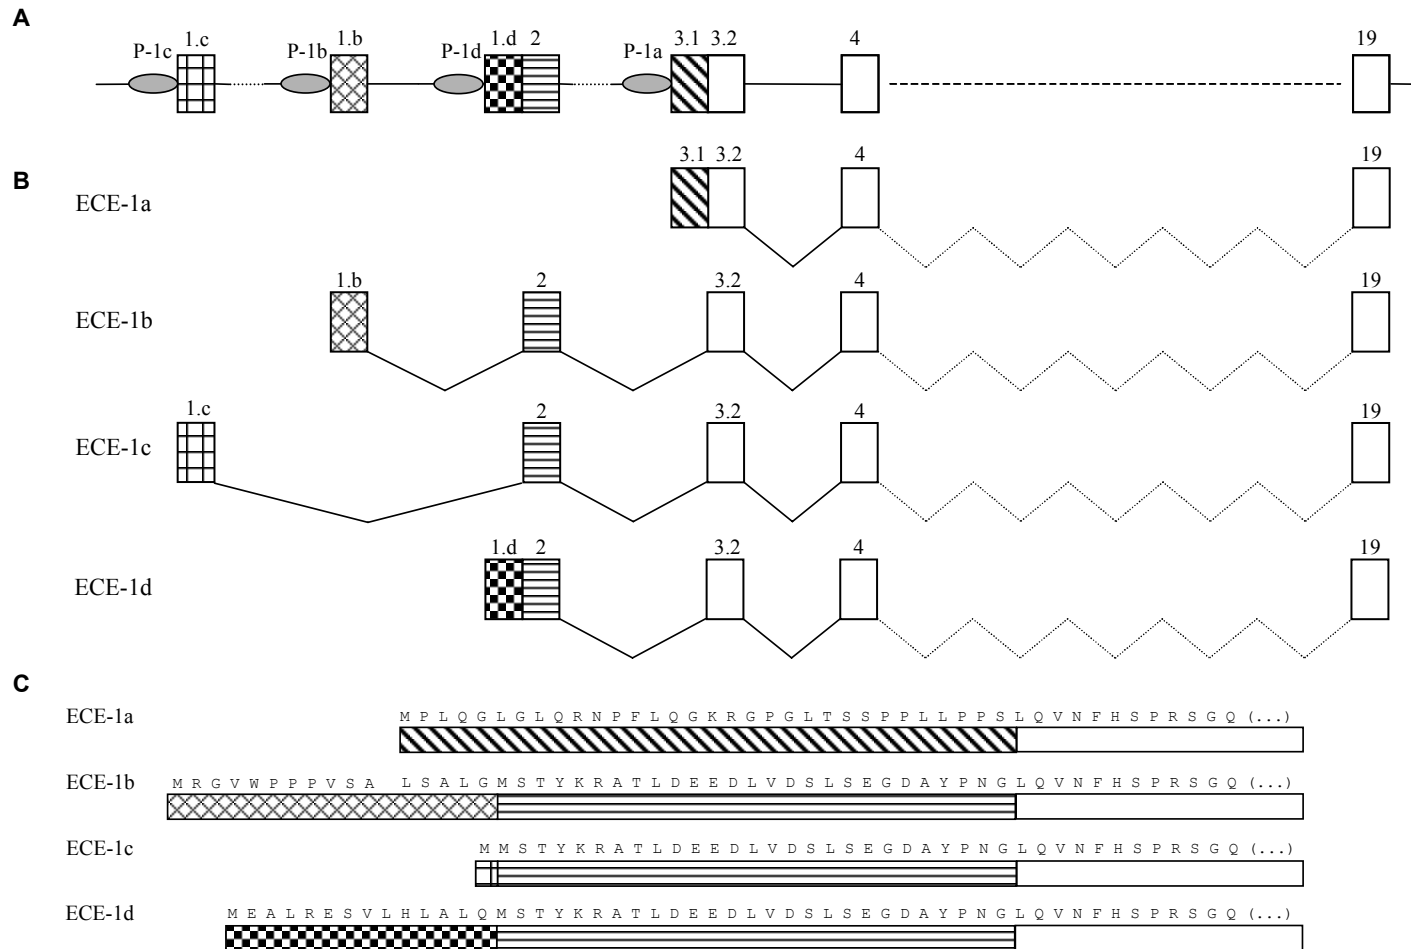 A
P-1c 1.c P-1b 1.b P-1d 1.d 2 P-1a 3.1 3.2 4 19
B
3.1 3.2 4 19
ECE-1a
1.b 2 3.2 4 19
ECE-1b
1.c 2 3.2 4 19
ECE-1c
1.d 2 3.2 4 19
ECE-1d
C
ECE-1a M P L Q G L G L Q R N P F L Q G K R G P G L T S S P P L L P P S L Q V N F H S P R S G Q (...)
ECE-1b M R G V W P P P V S A L S A L G M S T Y K R A T L D E E D L V D S L S E G D A Y P N G L Q V N F H S P R S G Q (...)
ECE-1c M M S T Y K R A T L D E E D L V D S L S E G D A Y P N G L Q V N F H S P R S G Q (...)
ECE-1d M E A L R E S V L H L A L Q M S T Y K R A T L D E E D L V D S L S E G D A Y P N G L Q V N F H S P R S G Q (...)